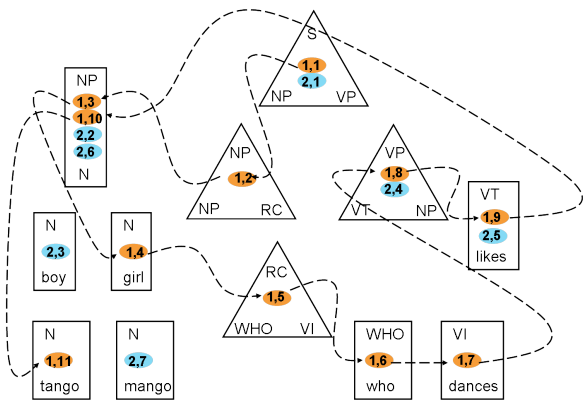 S
1,1
2,1
NP VP
NP
1,3
1,10
2,2
2,6
N
NP
1,2
NP RC
VP
1,8
2,4
VT NP
VT
1,9
2,5
likes
N
2,3
boy
N
1,4
girl
RC
1,5
WHO VI
N
1,11
tango
N
2,7
mango
WHO
1,6
who
VI
1,7
dances